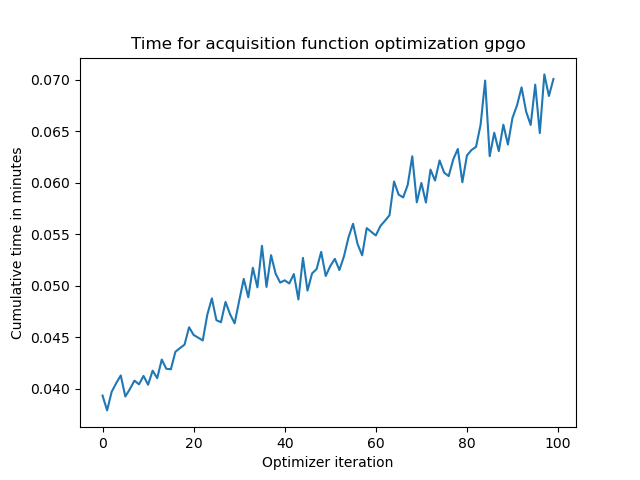 Time for acquisition function optimization gpgo
Cumulative time in minutes
0.070
0.065
0.060
0.055
0.050
0.045
0.040
0 20 40 60 80 100
Optimizer iteration